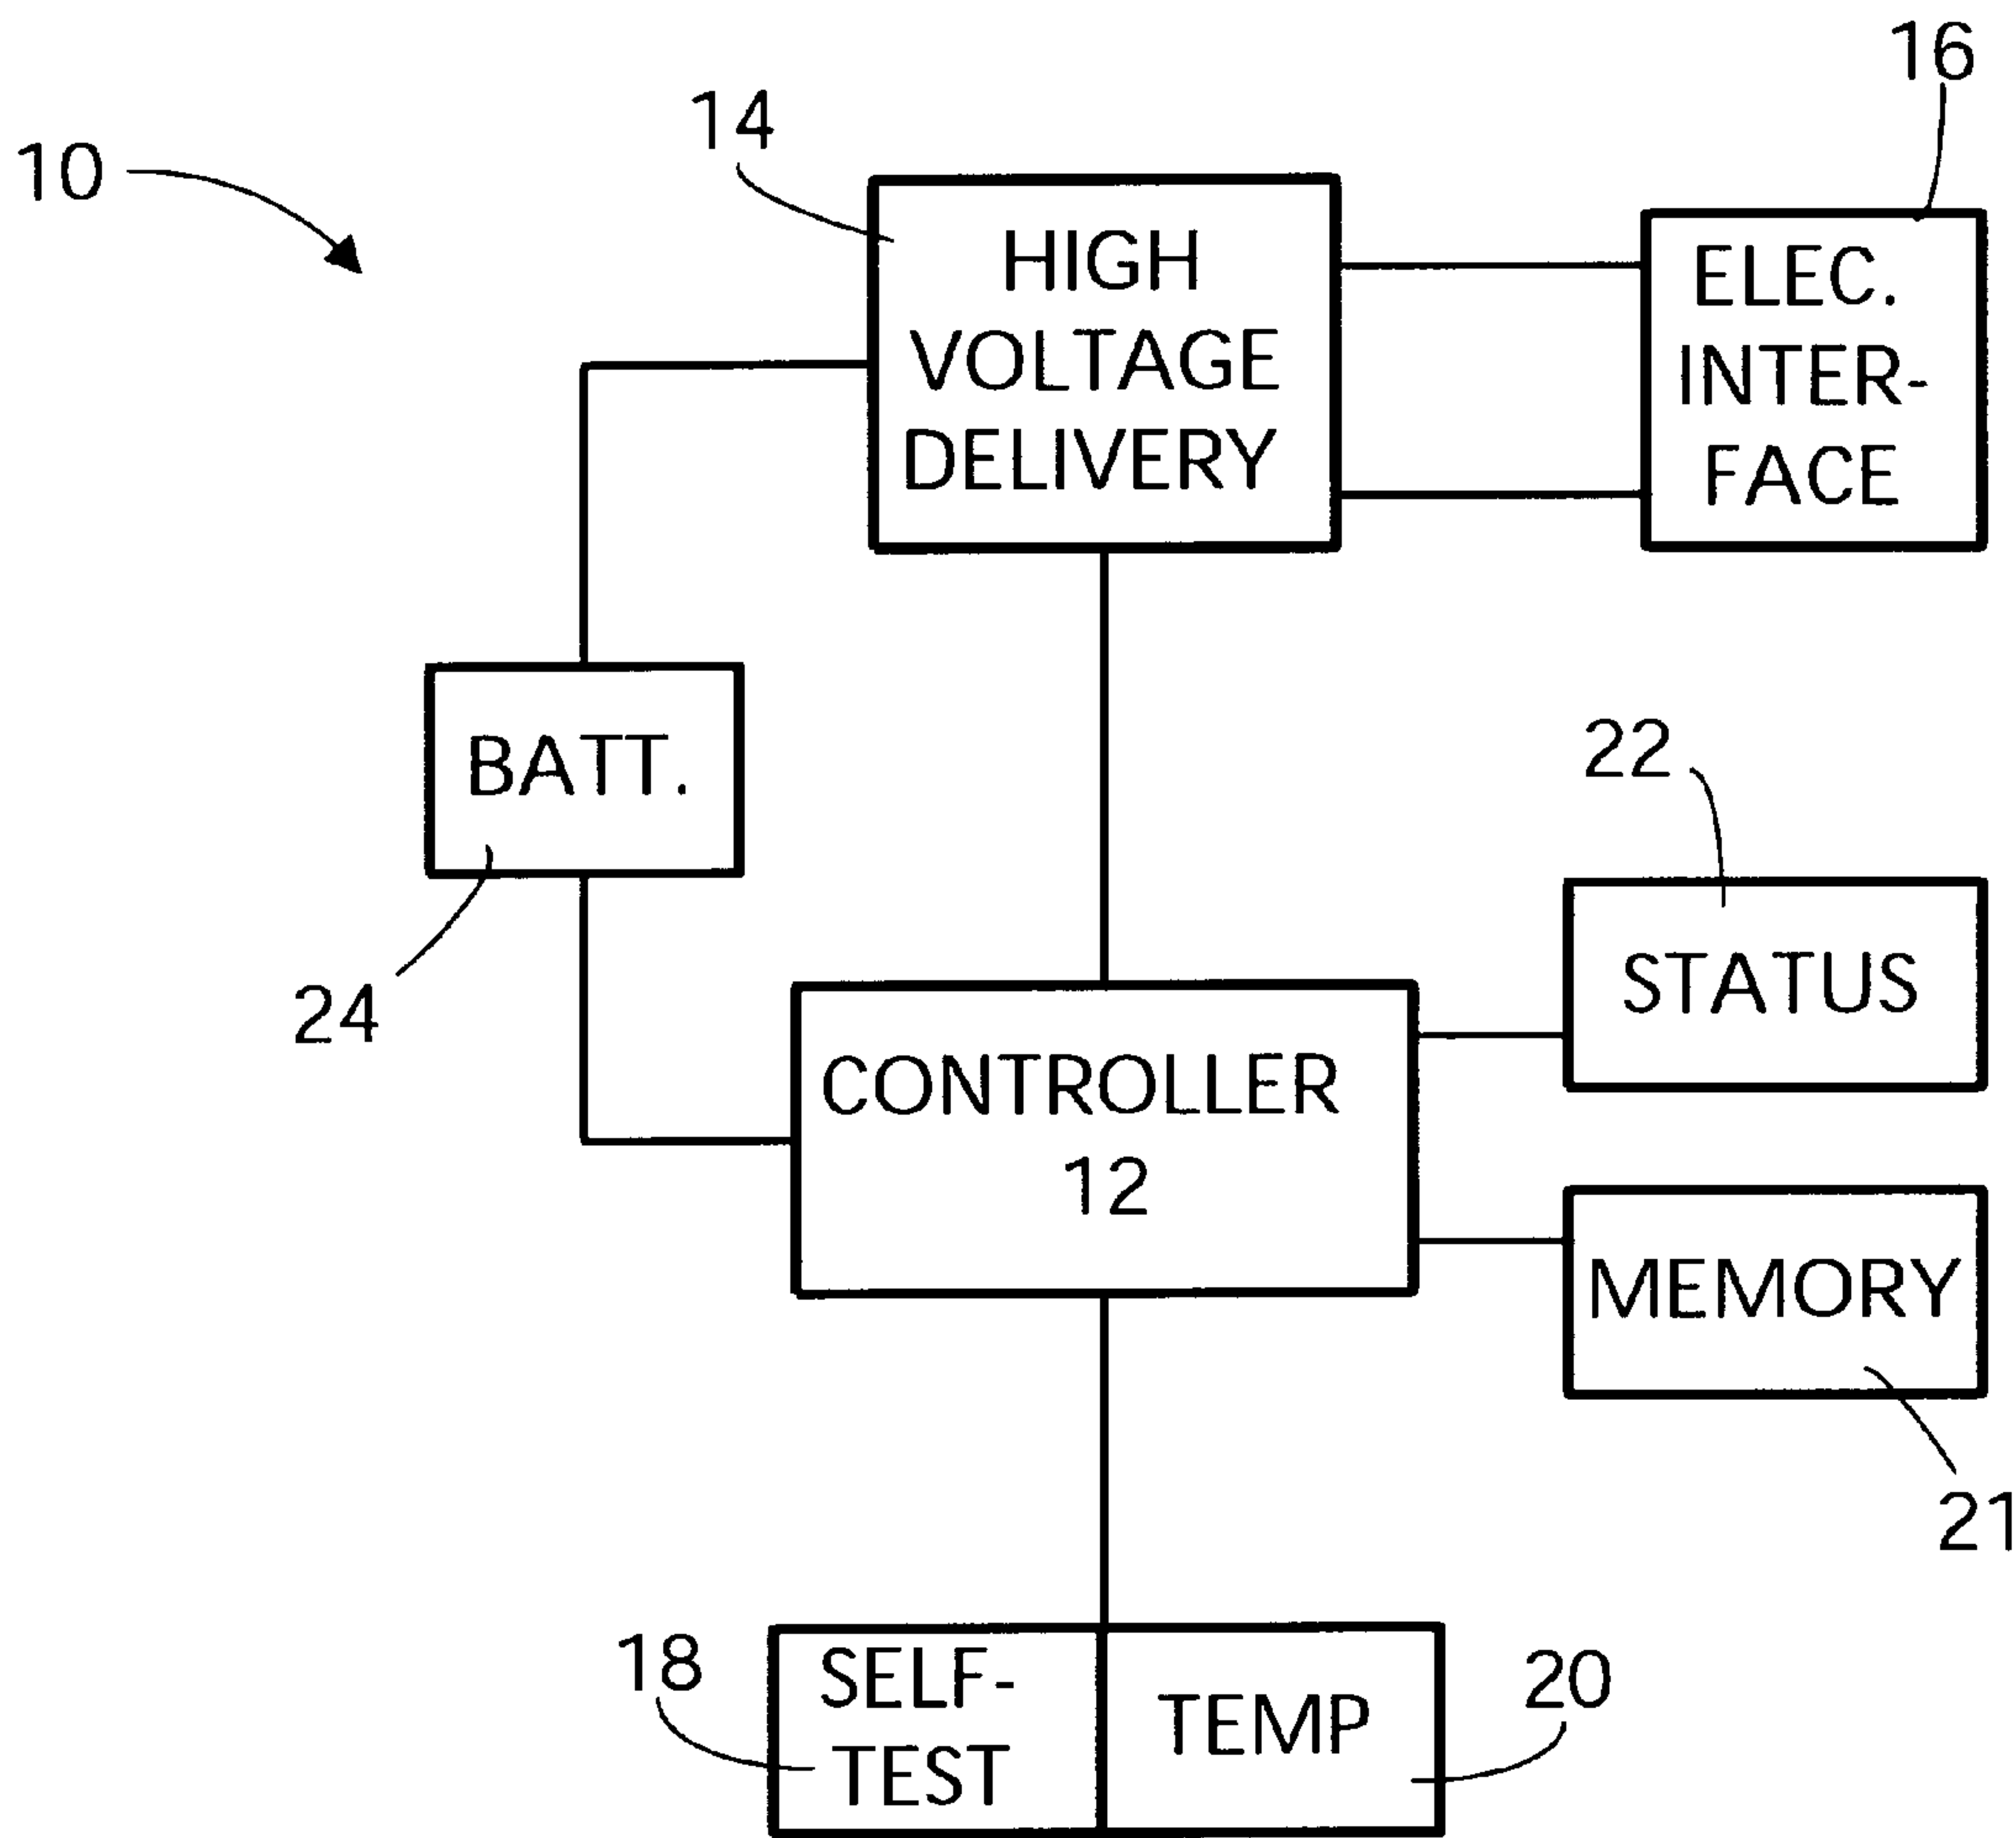 16
14
10
HIGH
VOLTAGE
DELIVERY
ELEC.
INTER-
FACE
BATT.
24
22
STATUS
CONTROLLER
12
MEMORY
21
18
SELF-
TEST
TEMP
20